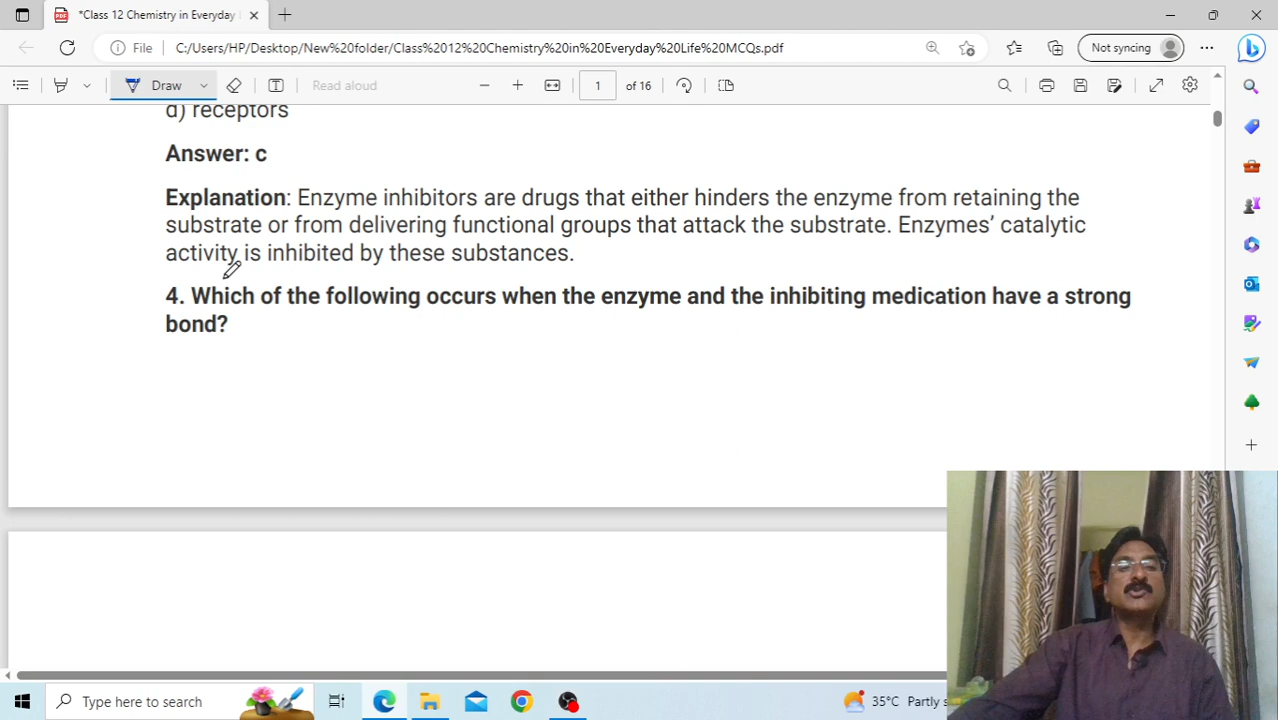 *Class 12 Chemistry in Everyday
File C:/Users/HP/Desktop/New%20folder/Class%2012%20Chemistry%20in%20Everyday%20Life%20MCQs.pdf
Not syncing
Draw
Read aloud
1 of 16
d) receptors
Answer: c
Explanation: Enzyme inhibitors are drugs that either hinders the enzyme from retaining the
substrate or from delivering functional groups that attack the substrate. Enzymes’ catalytic
activity is inhibited by these substances.
4. Which of the following occurs when the enzyme and the inhibiting medication have a strong
bond?
Type here to search
35°C Partly